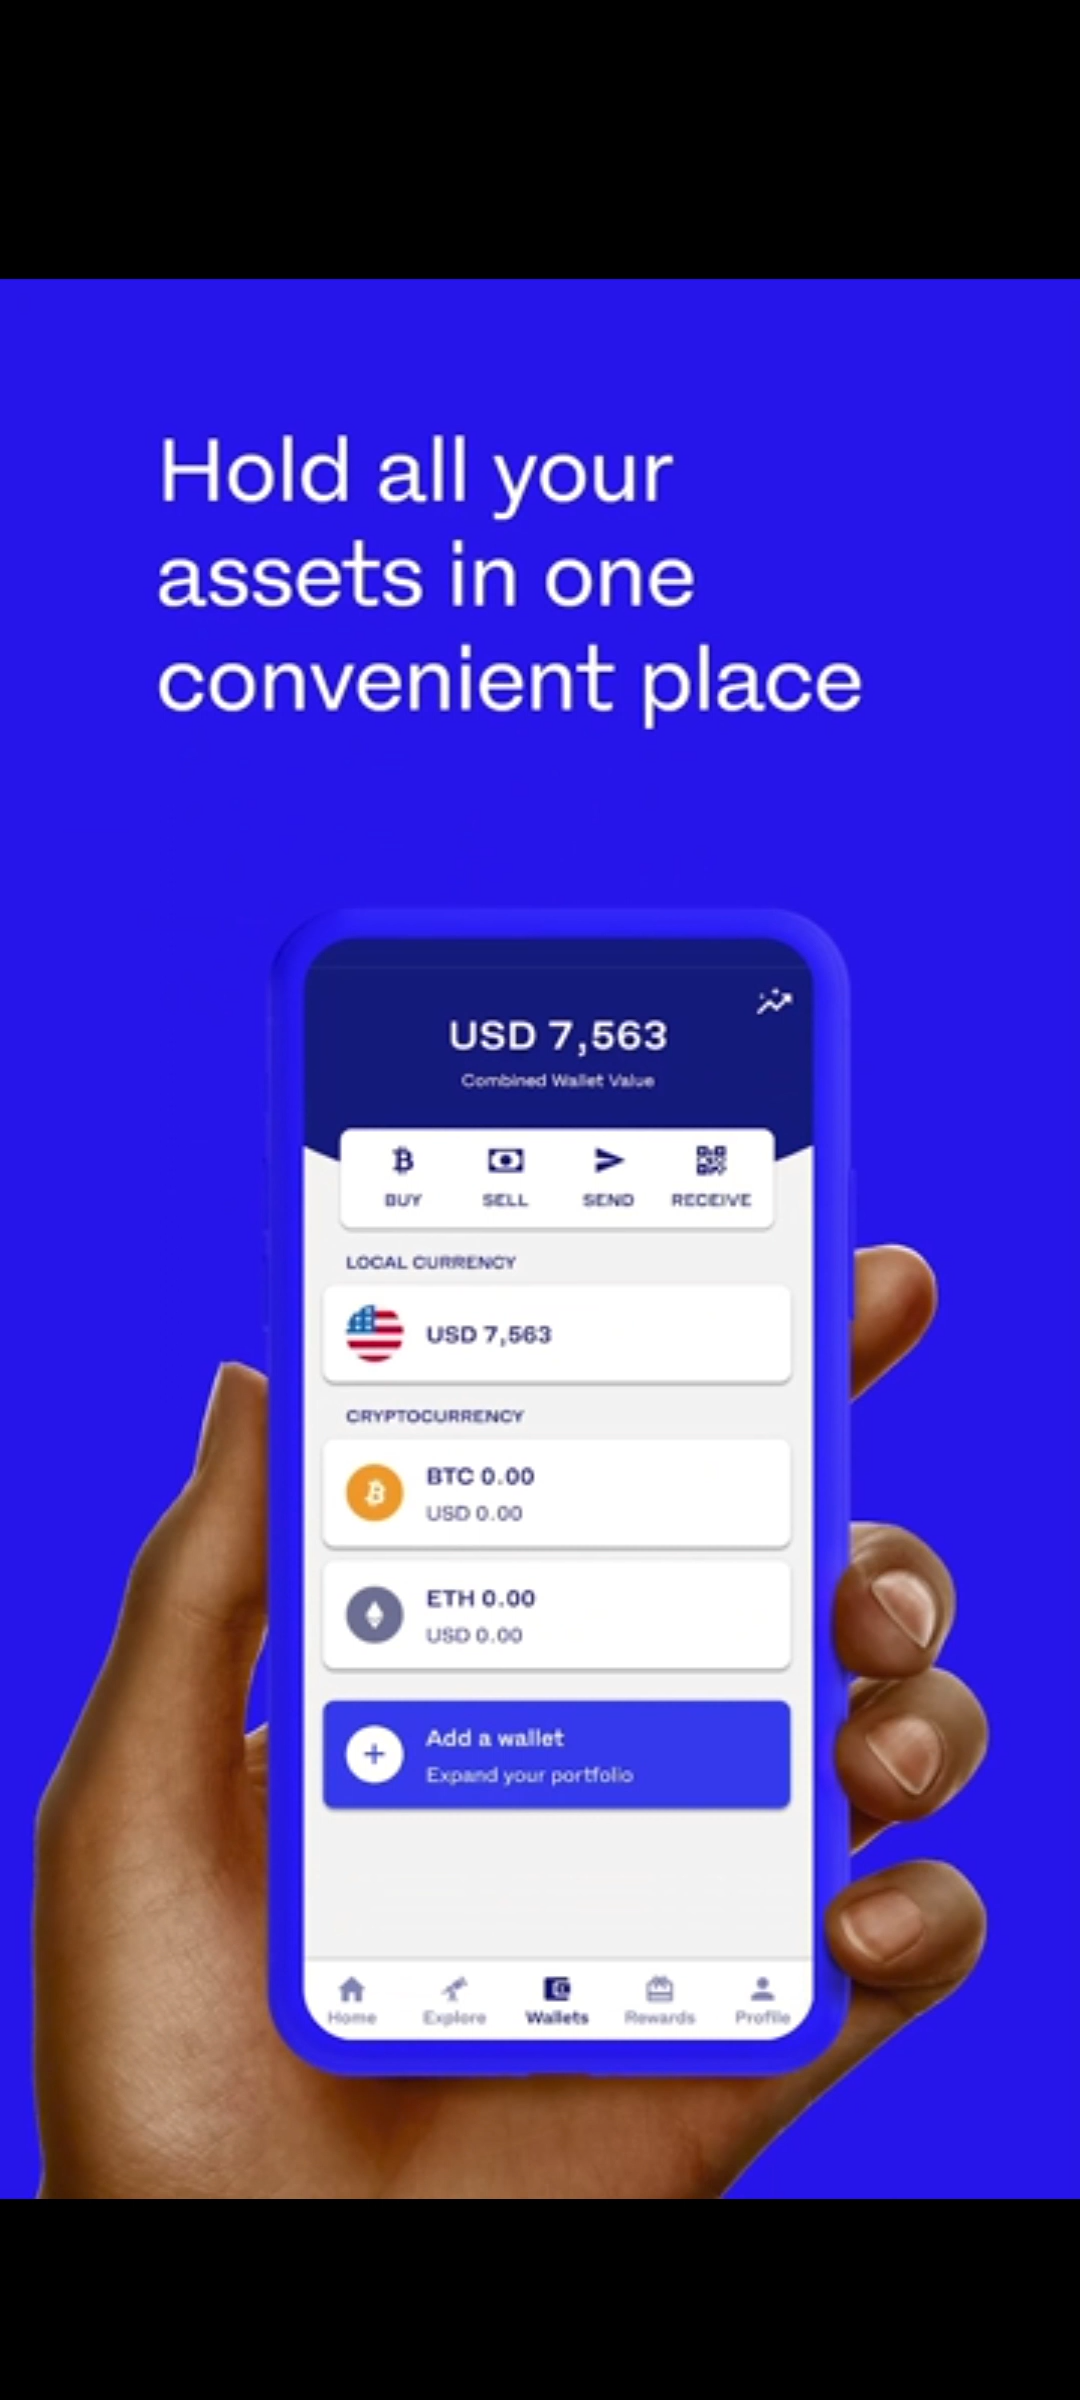 Hold all your
assets in one
convenient place
USD 7,563
Combined Wallet Value
BUY SELL SEND RECEIVE
LOCAL CURRENCY
USD 7,563
CRYPTOCURRENCY
BTC 0.00
USD 0.00
ETH 0.00
USD 0.00
Add a wallet
Expand your portfolio
Home Explore Wallets Rewards Profile